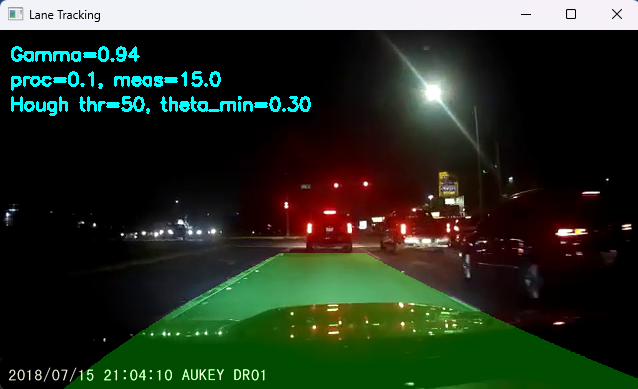 Lane Tracking
Gamma=0.94
proc=0.1, meas=15.0
Hough thr=50, theta_min=0.30
2018/07/15 21:04:10 AUKEY DR01